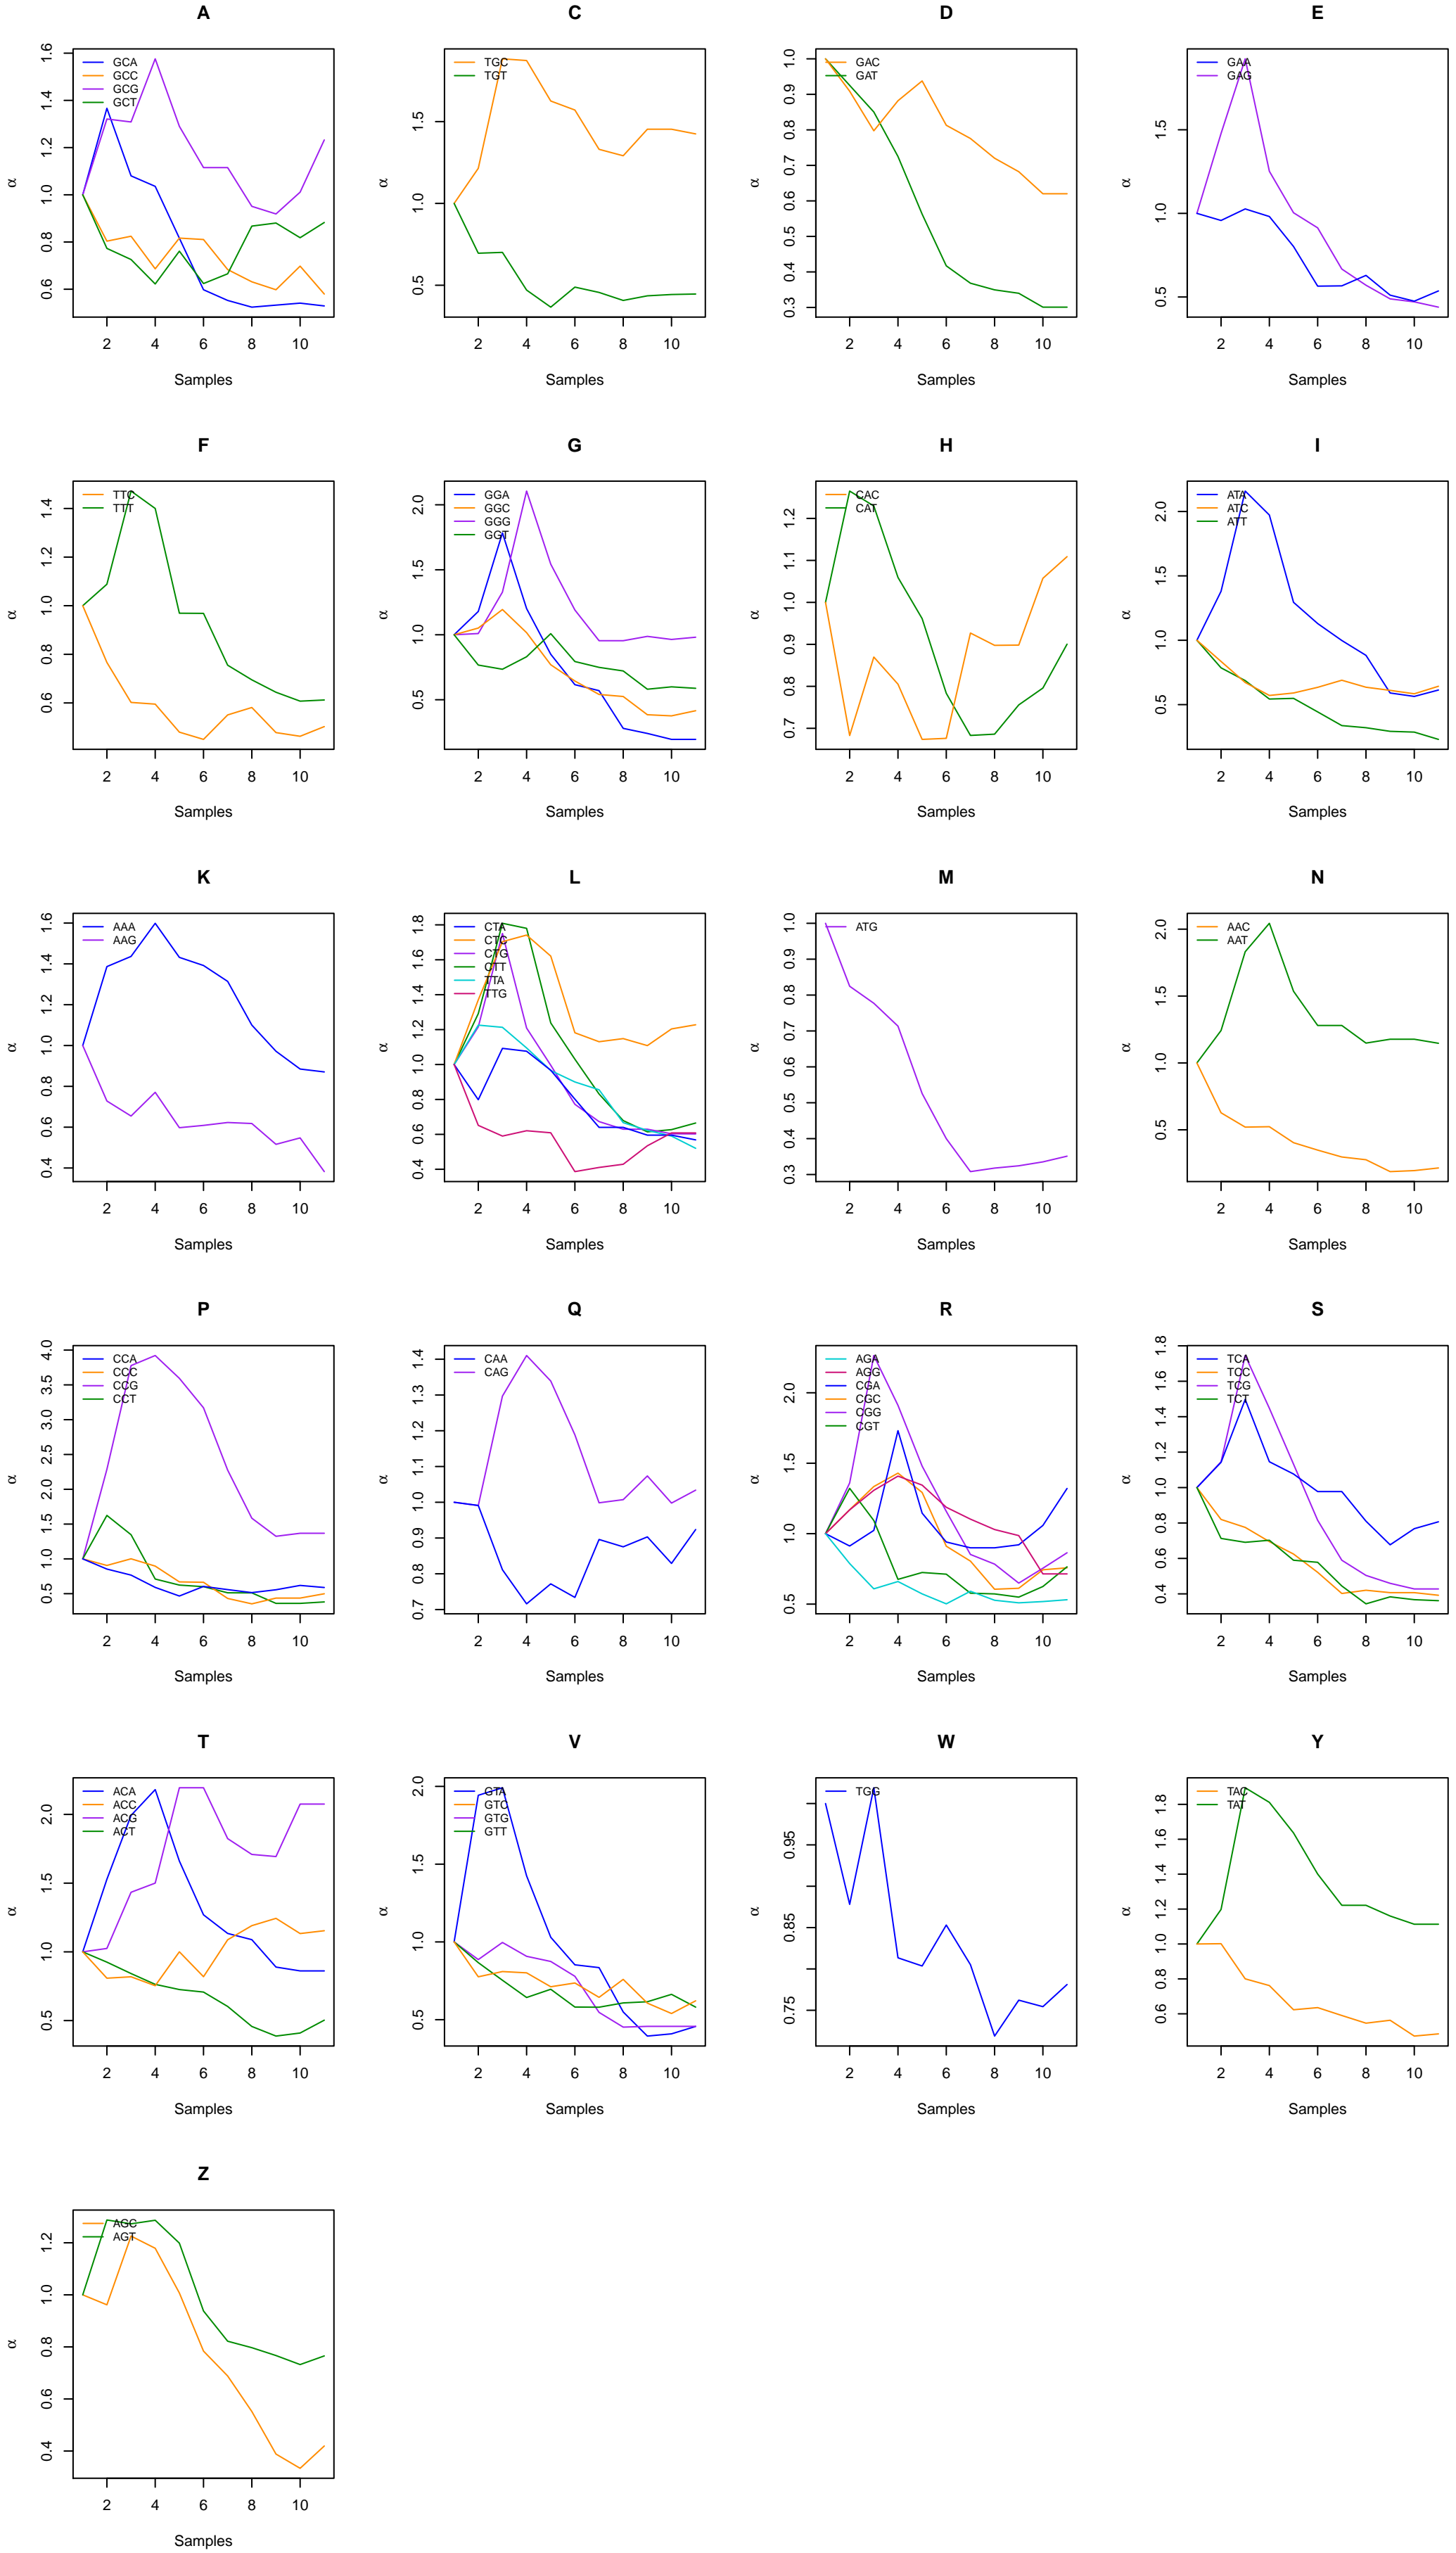 A
C
D
E
GCA
GCC
GCG
GCT
α
0.6 0.8 1.0 1.2 1.4 1.6
2 4 6 8 10
Samples
TGC
TGT
α
0.5 1.0 1.5
2 4 6 8 10
Samples
GAC
GAT
α
0.3 0.4 0.5 0.6 0.7 0.8 0.9 1.0
2 4 6 8 10
Samples
GAA
GAG
α
0.5 1.0 1.5
2 4 6 8 10
Samples
F
G
H
I
TTC
TTT
α
0.6 0.8 1.0 1.2 1.4
2 4 6 8 10
Samples
GGA
GGC
GGG
GGT
α
0.5 1.0 1.5 2.0
2 4 6 8 10
Samples
CAC
CAT
α
0.7 0.8 0.9 1.0 1.1 1.2
2 4 6 8 10
Samples
ATA
ATC
ATT
α
0.5 1.0 1.5 2.0
2 4 6 8 10
Samples
K
L
M
N
AAA
AAG
α
0.4 0.6 0.8 1.0 1.2 1.4 1.6
2 4 6 8 10
Samples
CTA
CTC
CTG
CTT
TTA
TTG
α
0.4 0.6 0.8 1.0 1.2 1.4 1.6 1.8
2 4 6 8 10
Samples
ATG
α
0.3 0.4 0.5 0.6 0.7 0.8 0.9 1.0
2 4 6 8 10
Samples
AAC
AAT
α
0.5 1.0 1.5 2.0
2 4 6 8 10
Samples
P
Q
R
S
CCA
CCC
CCG
CCT
α
0.5 1.0 1.5 2.0 2.5 3.0 3.5 4.0
2 4 6 8 10
Samples
CAA
CAG
α
0.7 0.8 0.9 1.0 1.1 1.2 1.3 1.4
2 4 6 8 10
Samples
AGA
AGG
CGA
CGC
CGG
CGT
α
0.5 1.0 1.5 2.0
2 4 6 8 10
Samples
TCA
TCC
TCG
TCT
α
0.4 0.6 0.8 1.0 1.2 1.4 1.6 1.8
2 4 6 8 10
Samples
T
V
W
Y
ACA
ACC
ACG
ACT
α
0.5 1.0 1.5 2.0
2 4 6 8 10
Samples
GTA
GTC
GTG
GTT
α
0.5 1.0 1.5 2.0
2 4 6 8 10
Samples
TGG
α
0.75 0.85 0.95
2 4 6 8 10
Samples
TAC
TAT
α
0.6 0.8 1.0 1.2 1.4 1.6 1.8
2 4 6 8 10
Samples
Z
AGC
AGT
α
0.4 0.6 0.8 1.0 1.2
2 4 6 8 10
Samples